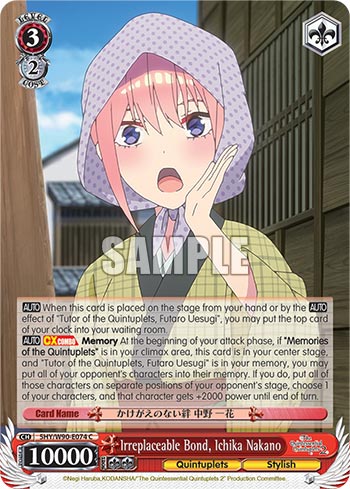 LEVEL
3
2
COST
SAMPLE
AUTO When this card is placed on the stage from your hand or by the AUTO
effect of "Tutor of the Quintuplets, Futaro Uesugi", you may put the top card
of your clock into your waiting room.
AUTO CXCOMBO Memory At the beginning of your attack phase, if "Memories
of the Quintuplets" is in your climax area, this card is in your center stage,
and "Tutor of the Quintuplets, Futaro Uesugi" is in your memory, you may
put all of your opponent's characters into their memory. If you do, put all of
those characters on separate positions of your opponent's stage, choose 1
of your characters, and that character gets +2000 power until end of turn.
Card Name かけがえのない絆 中野 一花
CH SHY/W90-E074 C
Irreplaceable Bond, Ichika Nakano
10000
Quintuplets Stylish
©Negi Haruba,KODANSHA/"The Quintessential Quintuplets 2" Production Committee.